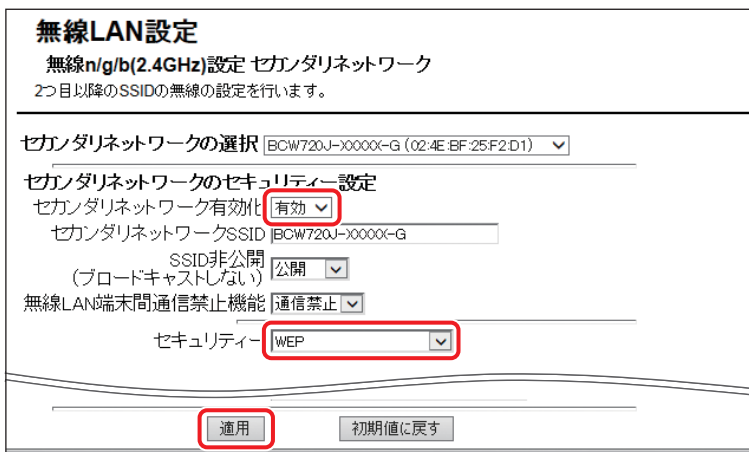 無線LAN設定
無線n/g/b(2.4GHz)設定 セカンダリネットワーク
2つ目以降のSSIDの無線の設定を行います。
セカンダリネットワークの選択 BCW720J-XXXXX-G (02:4E:BF:25:F2:D1)
セカンダリネットワークのセキュリティー設定
セカンダリネットワーク有効化 有効
セカンダリネットワークSSID BCW720J-XXXXX-G
SSID非公開
(ブロードキャストしない) 公開
無線LAN端末間通信禁止機能 通信禁止
セキュリティー WEP
適用 初期値に戻す